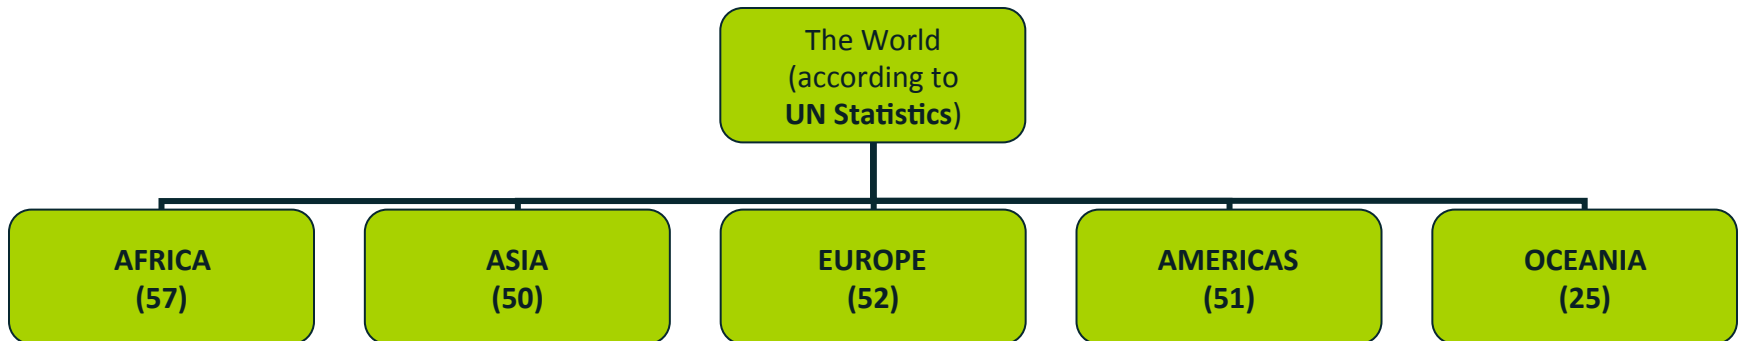 The World
(according to
UN Statistics)
AFRICA
(57)
ASIA
(50)
EUROPE
(52)
AMERICAS
(51)
OCEANIA
(25)